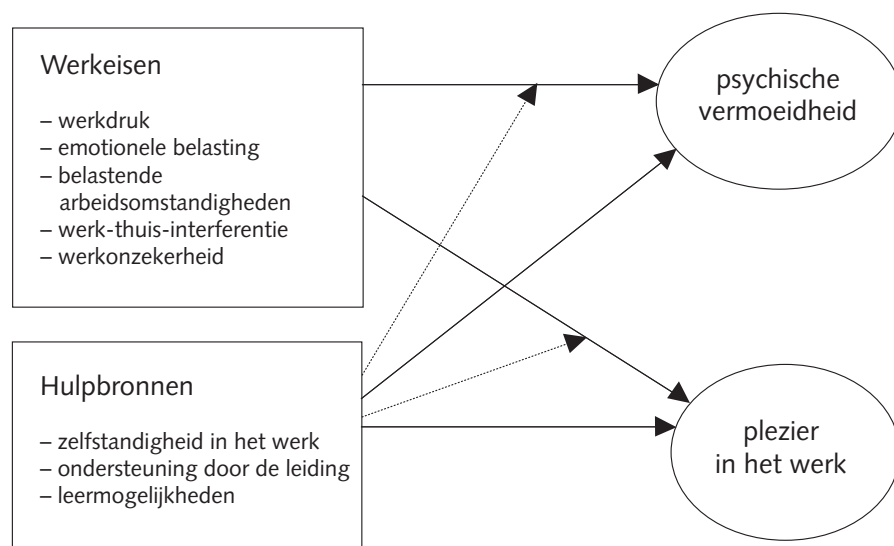 Werkeisen
– werkdruk
– emotionele belasting
– belastende
arbeidsomstandigheden
– werk-thuis-interferentie
– werkonzekerheid
psychische
vermoeidheid
Hulpbronnen
– zelfstandigheid in het werk
– ondersteuning door de leiding
– leermogelijkheden
plezier
in het werk